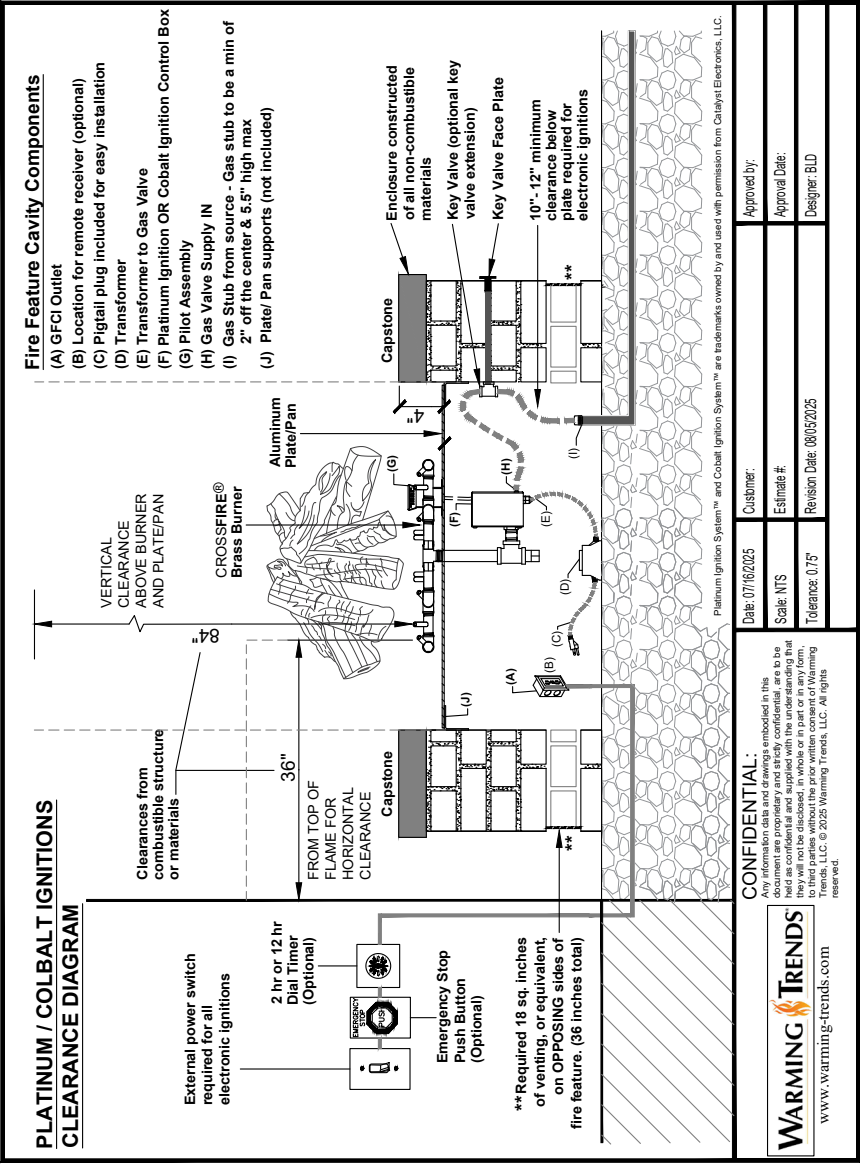 PLATINUM / COLBALT IGNITIONS
CLEARANCE DIAGRAM
External power switch
required for all
electronic ignitions
2 hr or 12 hr
Dial Timer
(Optional)
EMERGENCY
STOP
PUSH
Emergency Stop
Push Button
(Optional)
**Required 18 sq. inches
of venting, or equivalent,
on OPPOSING sides of
fire feature. (36 inches total)
Clearances from
combustible structure
or materials
36"
FROM TOP OF
FLAME FOR
HORIZONTAL
CLEARANCE
84"
VERTICAL
CLEARANCE
ABOVE BURNER
AND PLATE/PAN
CROSSFIRE®
Brass Burner
Aluminum
Plate/Pan
4"
Capstone
Capstone
**
**
(A)
(B)
(C)
(D)
(E)
(F)
(G)
(H)
(I)
(J)
Fire Feature Cavity Components
(A) GFCI Outlet
(B) Location for remote receiver (optional)
(C) Pigtail plug included for easy installation
(D) Transformer
(E) Transformer to Gas Valve
(F) Platinum Ignition OR Cobalt Ignition Control Box
(G) Pilot Assembly
(H) Gas Valve Supply IN
(I) Gas Stub from source - Gas stub to be a min of
2" off the center & 5.5" high max
(J) Plate/ Pan supports (not included)
Enclosure constructed
of all non-combustible
materials
Key Valve (optional key
valve extension)
Key Valve Face Plate
10"- 12" minimum
clearance below
plate required for
electronic ignitions
Platinum Ignition System™ and Cobalt Ignition System™ are trademarks owned by and used with permission from Catalyst Electronics, LLC.
WARMING TRENDS®
www.warming-trends.com
CONFIDENTIAL:
Any information data and drawings embodied in this
document are proprietary and strictly confidential, are to be
held as confidential and supplied with the understanding that
they will not be disclosed, in whole or in part or in any form,
to third parties without the prior written consent of Warming
Trends, LLC. © 2025 Warming Trends, LLC. All rights
reserved.
Date: 07/16/2025
Customer:
Approved by:
Scale: NTS
Estimate #:
Approval Date:
Tolerance: 0.75"
Revision Date: 08/05/2025
Designer: BLD